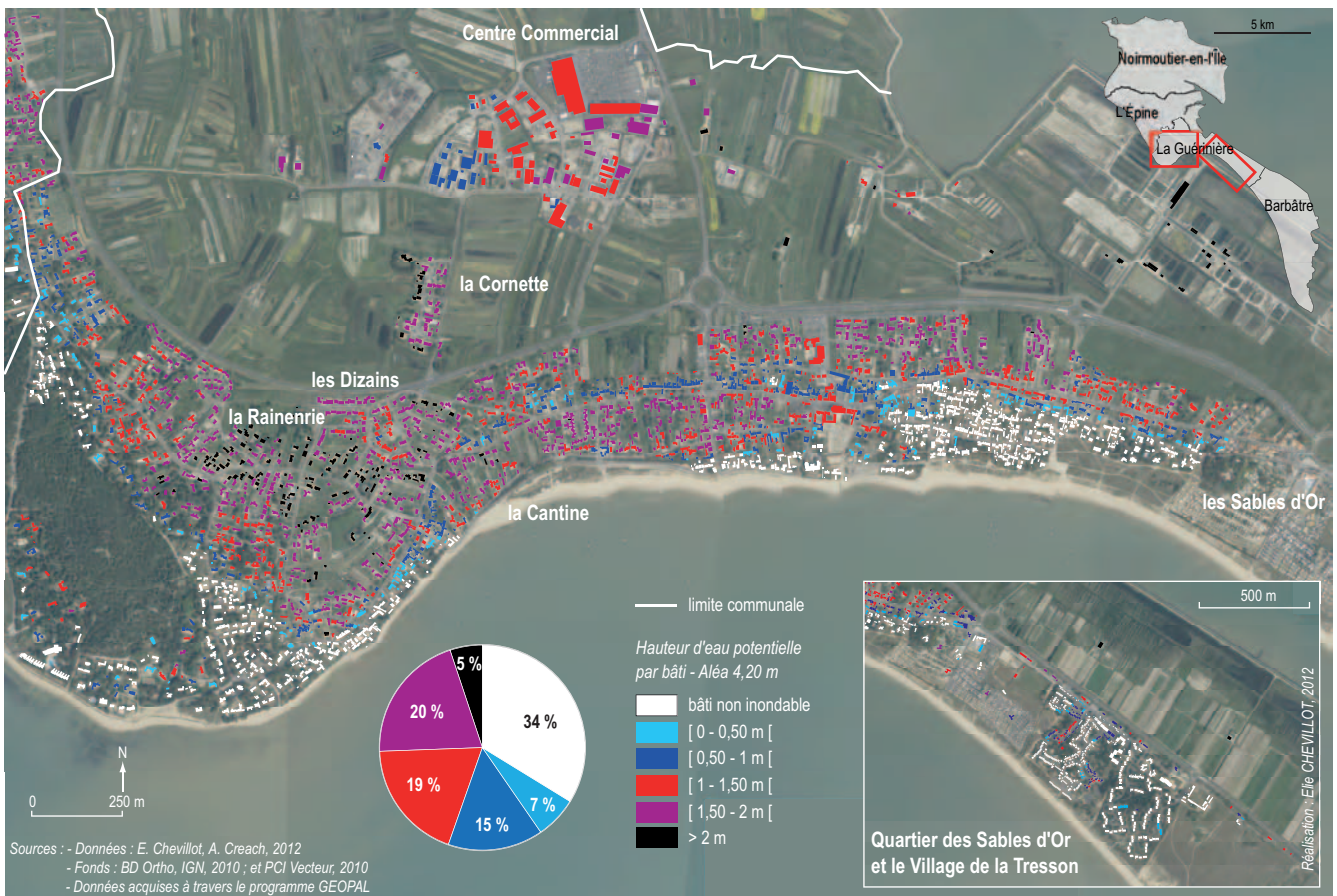 Centre Commercial
5 km
Noirmoutier-en-l'Île
L'Épine
La Guérinière
Barbâtre
la Cornette
les Dizains
la Rainenrie
la Cantine
les Sables d'Or
N
0 250 m
5 %
34 %
20 %
19 %
15 %
7 %
limite communale
Hauteur d'eau potentielle
par bâti - Aléa 4,20 m
bâti non inondable
[ 0 - 0,50 m [
[ 0,50 - 1 m [
[ 1 - 1,50 m [
[ 1,50 - 2 m [
> 2 m
500 m
Quartier des Sables d'Or
et le Village de la Tresson
Réalisation : Elie CHEVILLOT, 2012
Sources : - Données : E. Chevillot, A. Creach, 2012
- Fonds : BD Ortho, IGN, 2010 ; et PCI Vecteur, 2010
- Données acquises à travers le programme GEOPAL